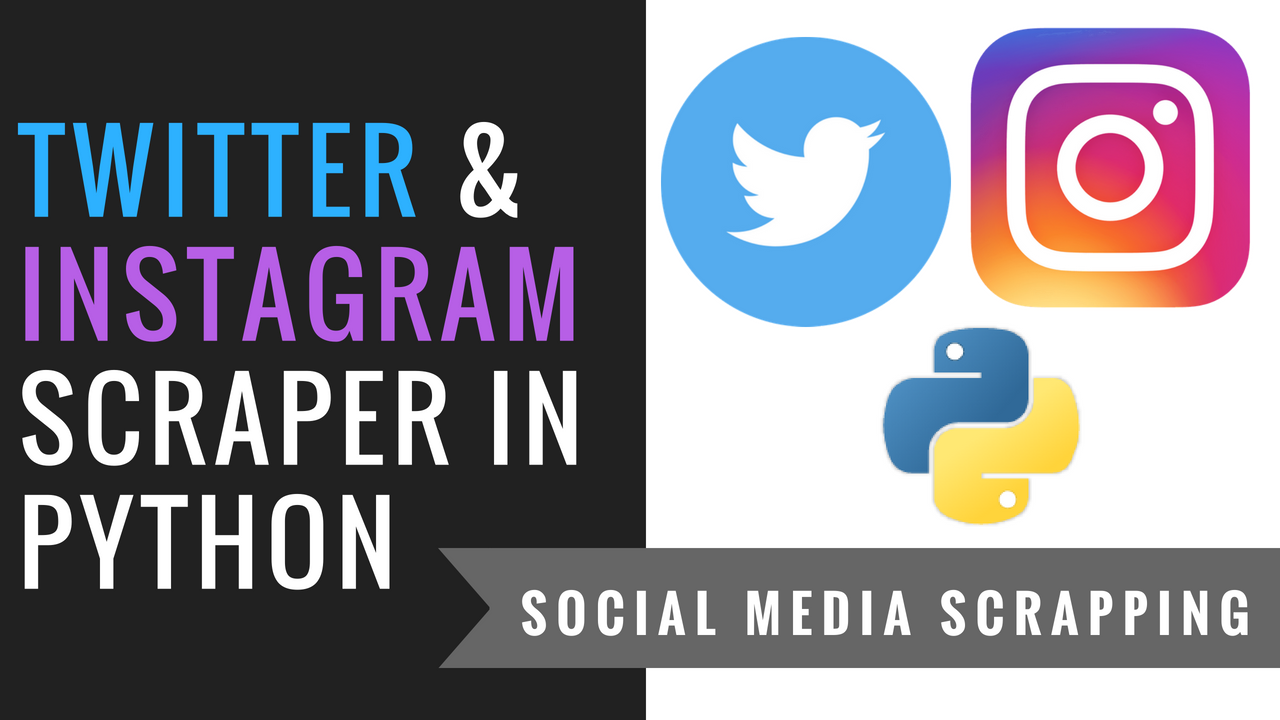 TWITTER &
INSTAGRAM
SCRAPER IN
PYTHON
SOCIAL MEDIA SCRAPPING